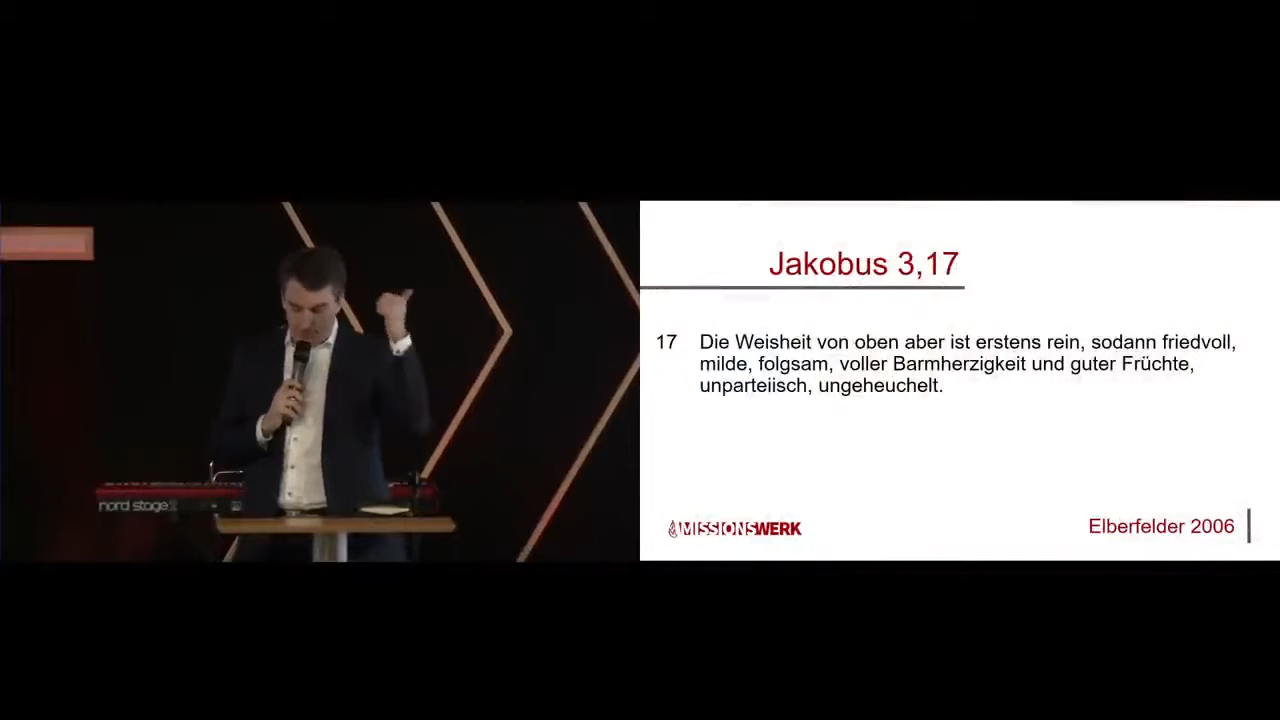 nord stage
Jakobus 3,17
17 Die Weisheit von oben aber ist erstens rein, sodann friedvoll,
milde, folgsam, voller Barmherzigkeit und guter Früchte,
unparteiisch, ungeheuchelt.
MISSIONSWERK
Elberfelder 2006